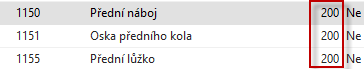 1150 Přední náboj 200 Ne
1151 Oska předního kola 200 Ne
1155 Přední lůžko 200 Ne